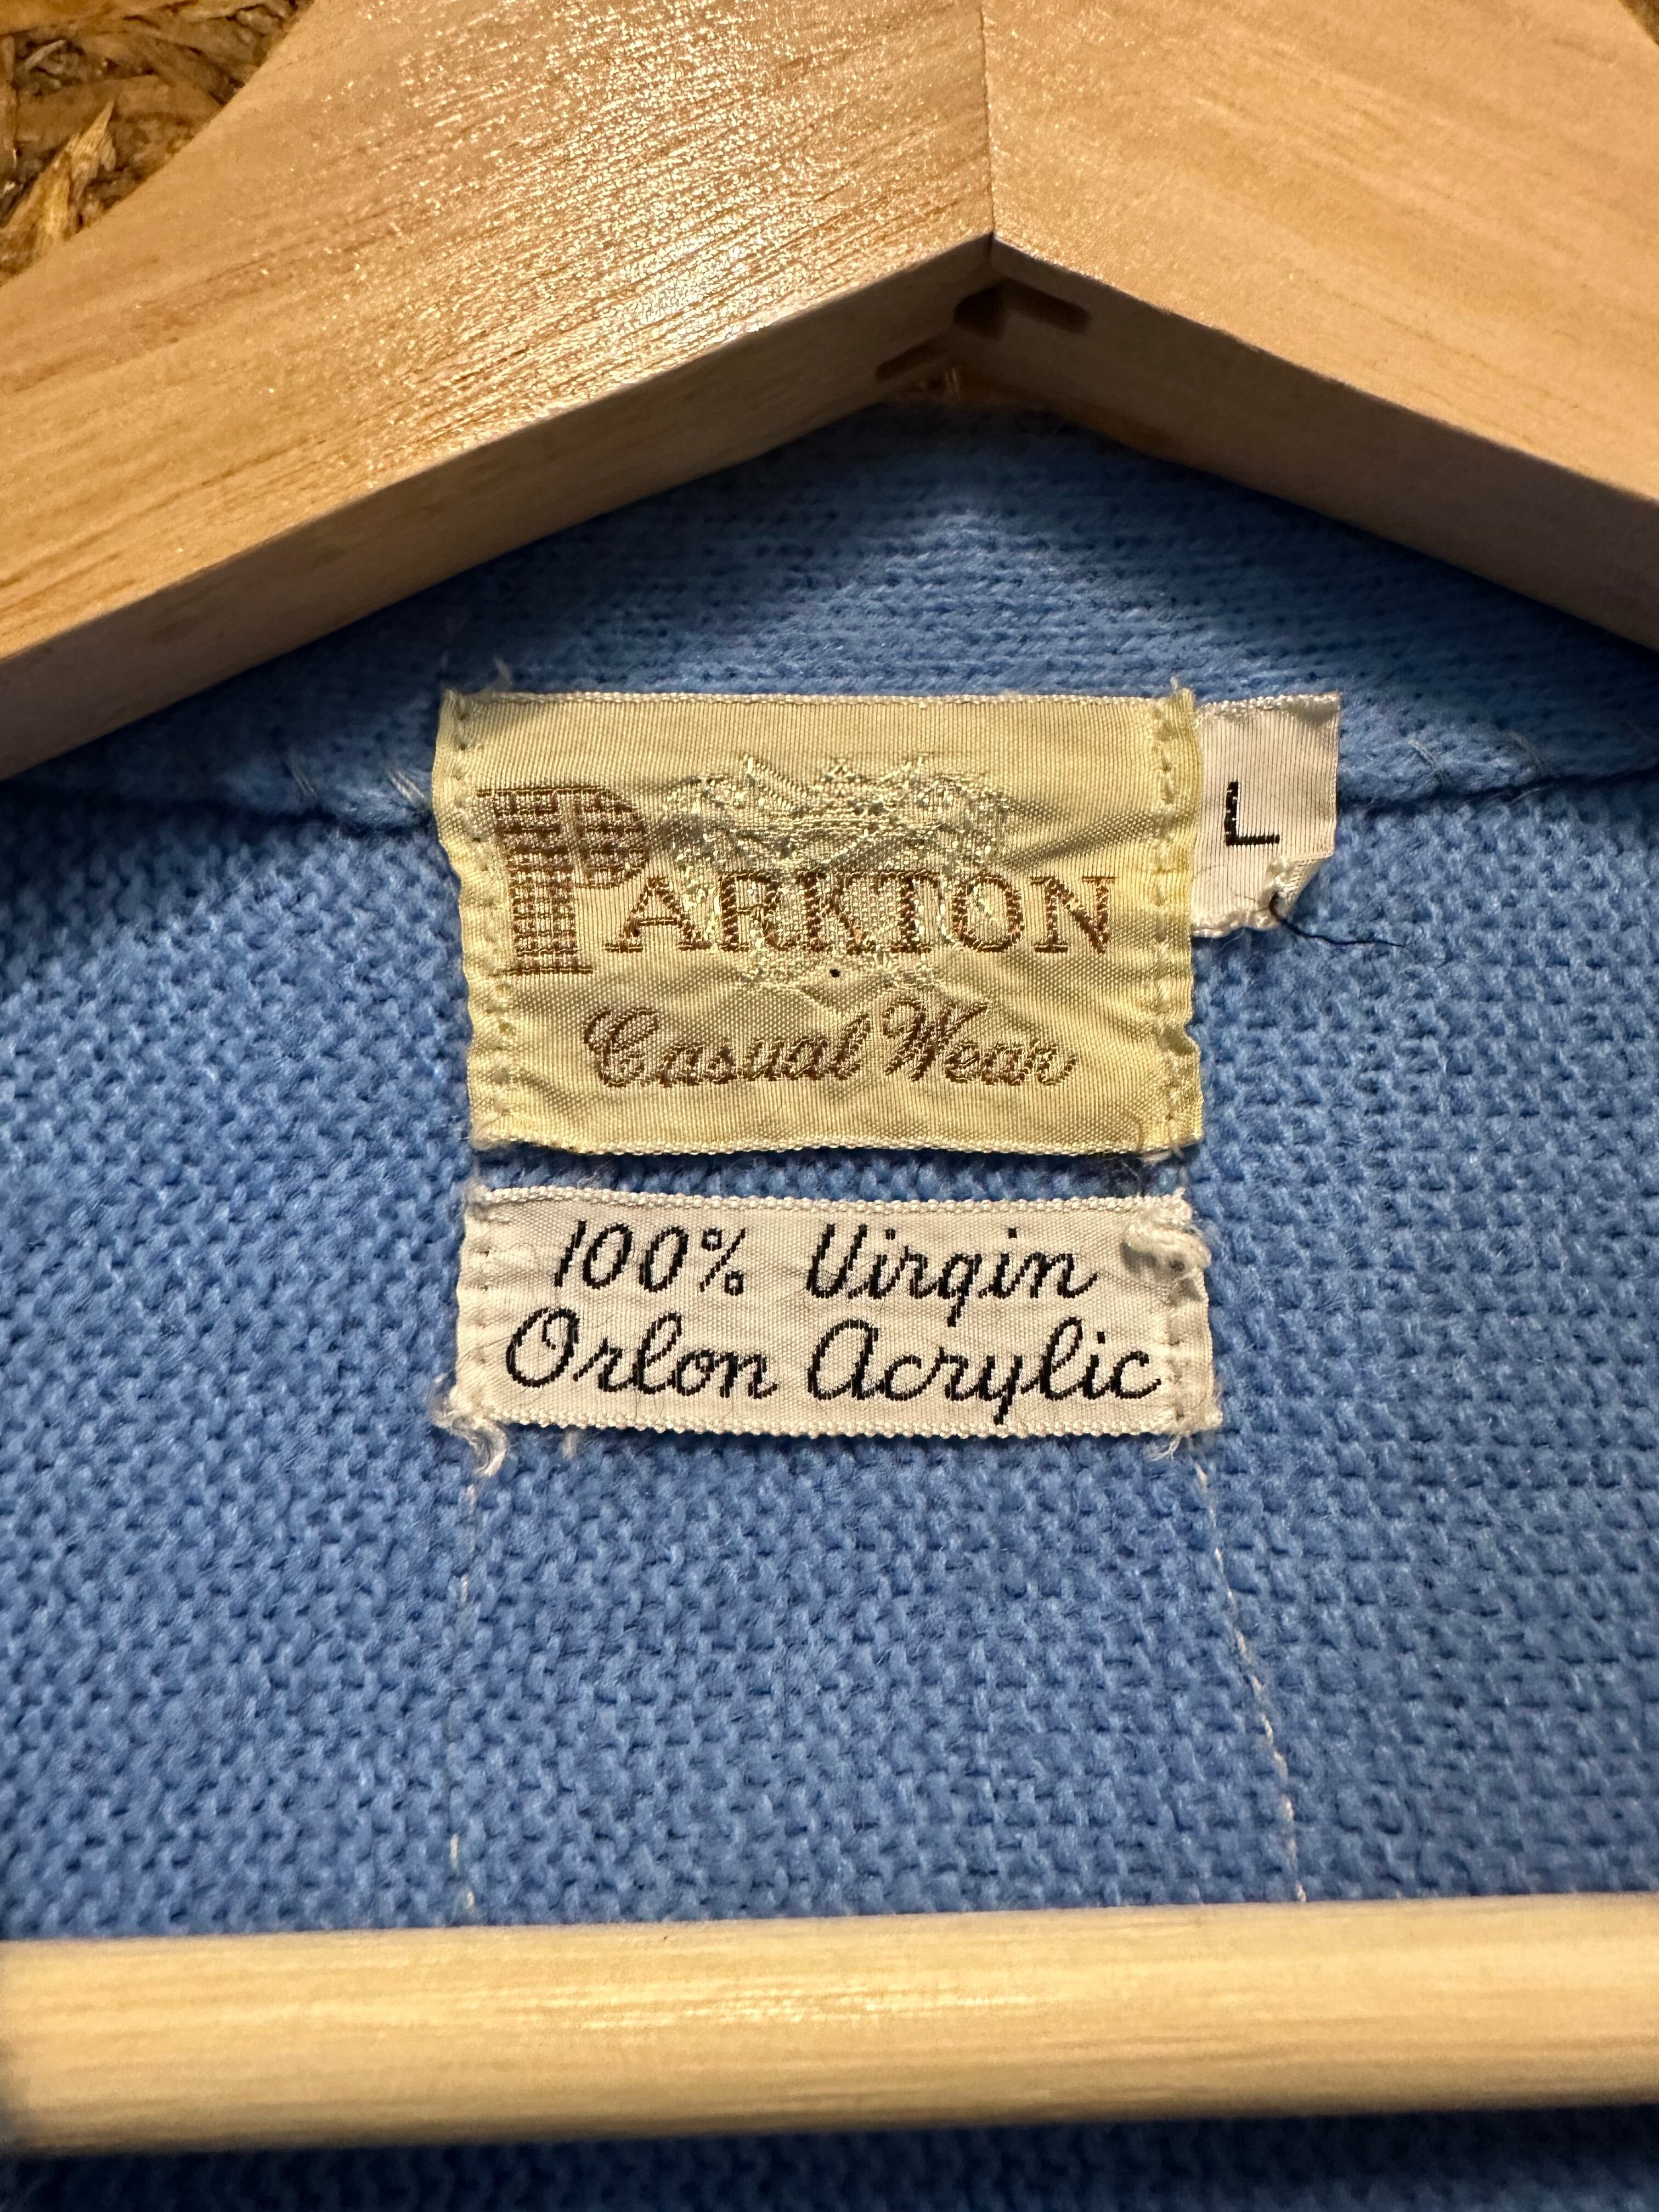 PARKTON
Casual Wear
L
100% Virgin
Orlon Acrylic